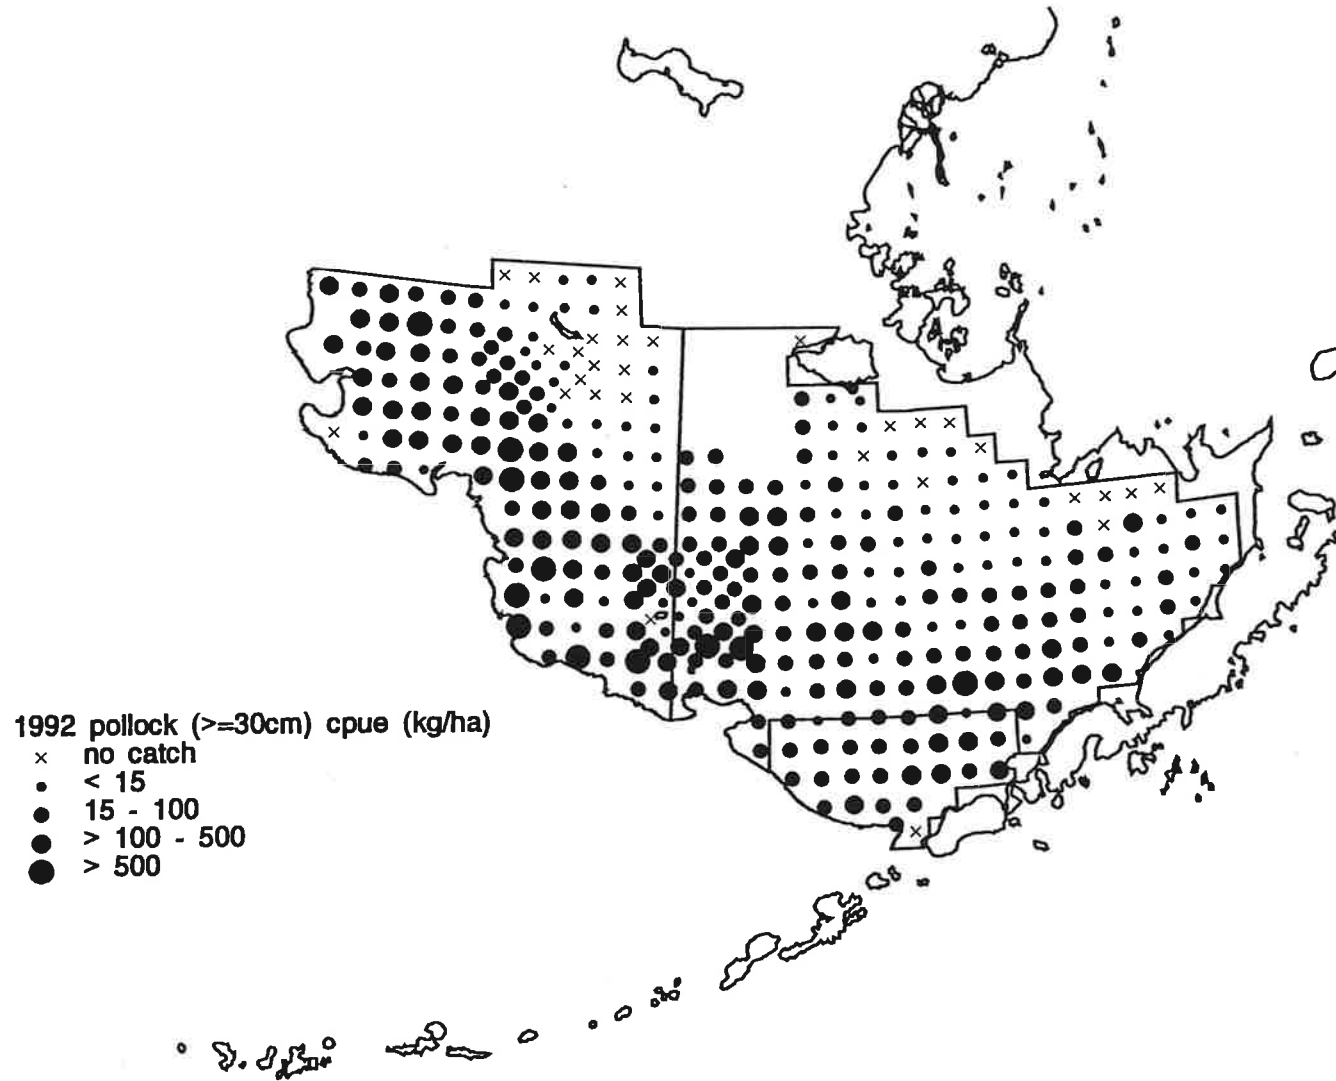 1992 pollock (>=30cm) cpue (kg/ha)
× no catch
< 15
15 - 100
> 100 - 500
> 500